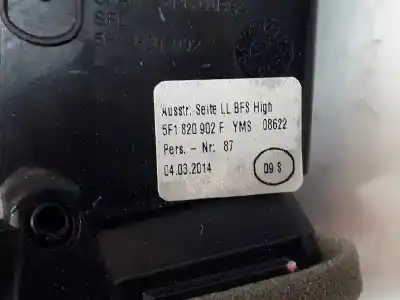 Ausstr. Seite LL BFS High
5F1 820 902 F YMS 08622
Pers. - Nr: 87
04.03.2014 09 S